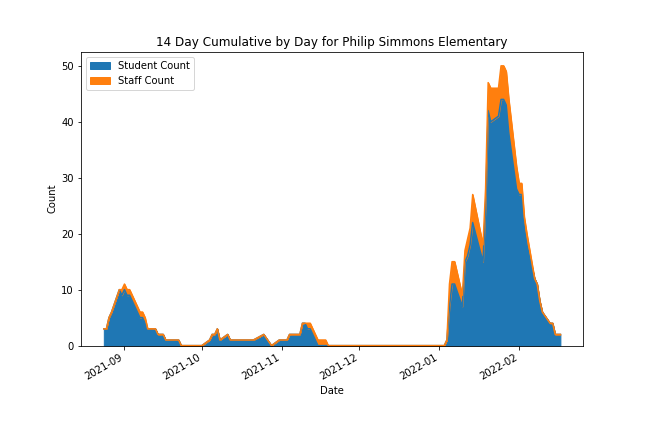 14 Day Cumulative by Day for Philip Simmons Elementary
Student Count
Staff Count
Count
50
40
30
20
10
0
2021-09
2021-10
2021-11
2021-12
2022-01
2022-02
Date